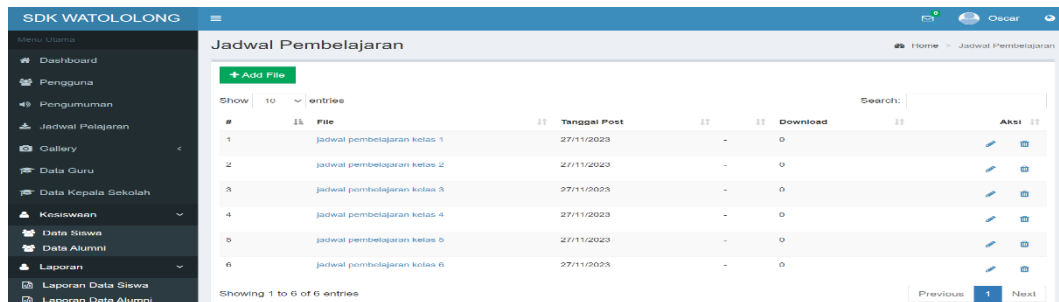 SDK WATOLOLONG
0
Oscar
Menu Utama
Dashboard
Pengguna
Pengumuman
Jadwal Pelajaran
Gallery
Data Guru
Data Kepala Sekolah
Kesiswaan
Data Siswa
Data Alumni
Laporan
Laporan Data Siswa
Laporan Data Alumni
Jadwal Pembelajaran
Home > Jadwal Pembelajaran
+ Add File
Show 10 entries Search:
# File Tanggal Post Download Aksi
1 jadwal pembelajaran kelas 1 27/11/2023 - 0
2 jadwal pembelajaran kelas 2 27/11/2023 - 0
3 jadwal pembelajaran kelas 3 27/11/2023 - 0
4 jadwal pembelajaran kelas 4 27/11/2023 - 0
5 jadwal pembelajaran kelas 5 27/11/2023 - 0
6 jadwal pembelajaran kelas 6 27/11/2023 - 0
Showing 1 to 6 of 6 entries Previous 1 Next